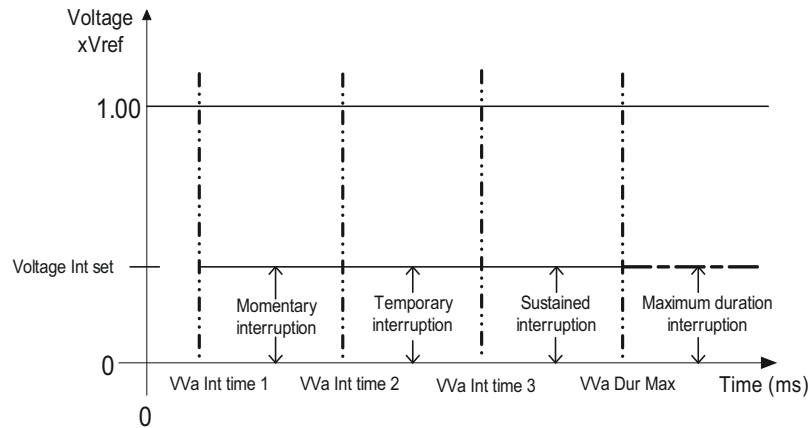 Voltage
xVref
1.00
Voltage Int set
Momentary
interruption
Temporary
interruption
Sustained
interruption
Maximum duration
interruption
0
VVa Int time 1
VVa Int time 2
VVa Int time 3
VVa Dur Max
Time (ms)
0